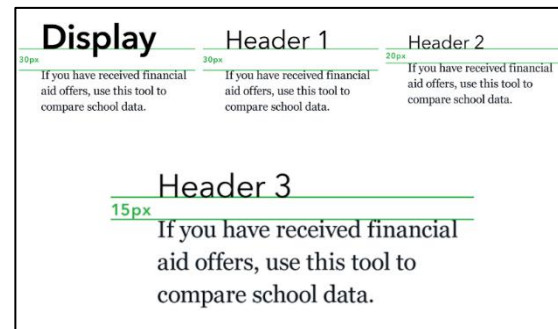 Display
30px
If you have received financial
aid offers, use this tool to
compare school data.
Header 1
30px
If you have received financial
aid offers, use this tool to
compare school data.
Header 2
20px
If you have received financial
aid offers, use this tool to
compare school data.
Header 3
15px
If you have received financial
aid offers, use this tool to
compare school data.